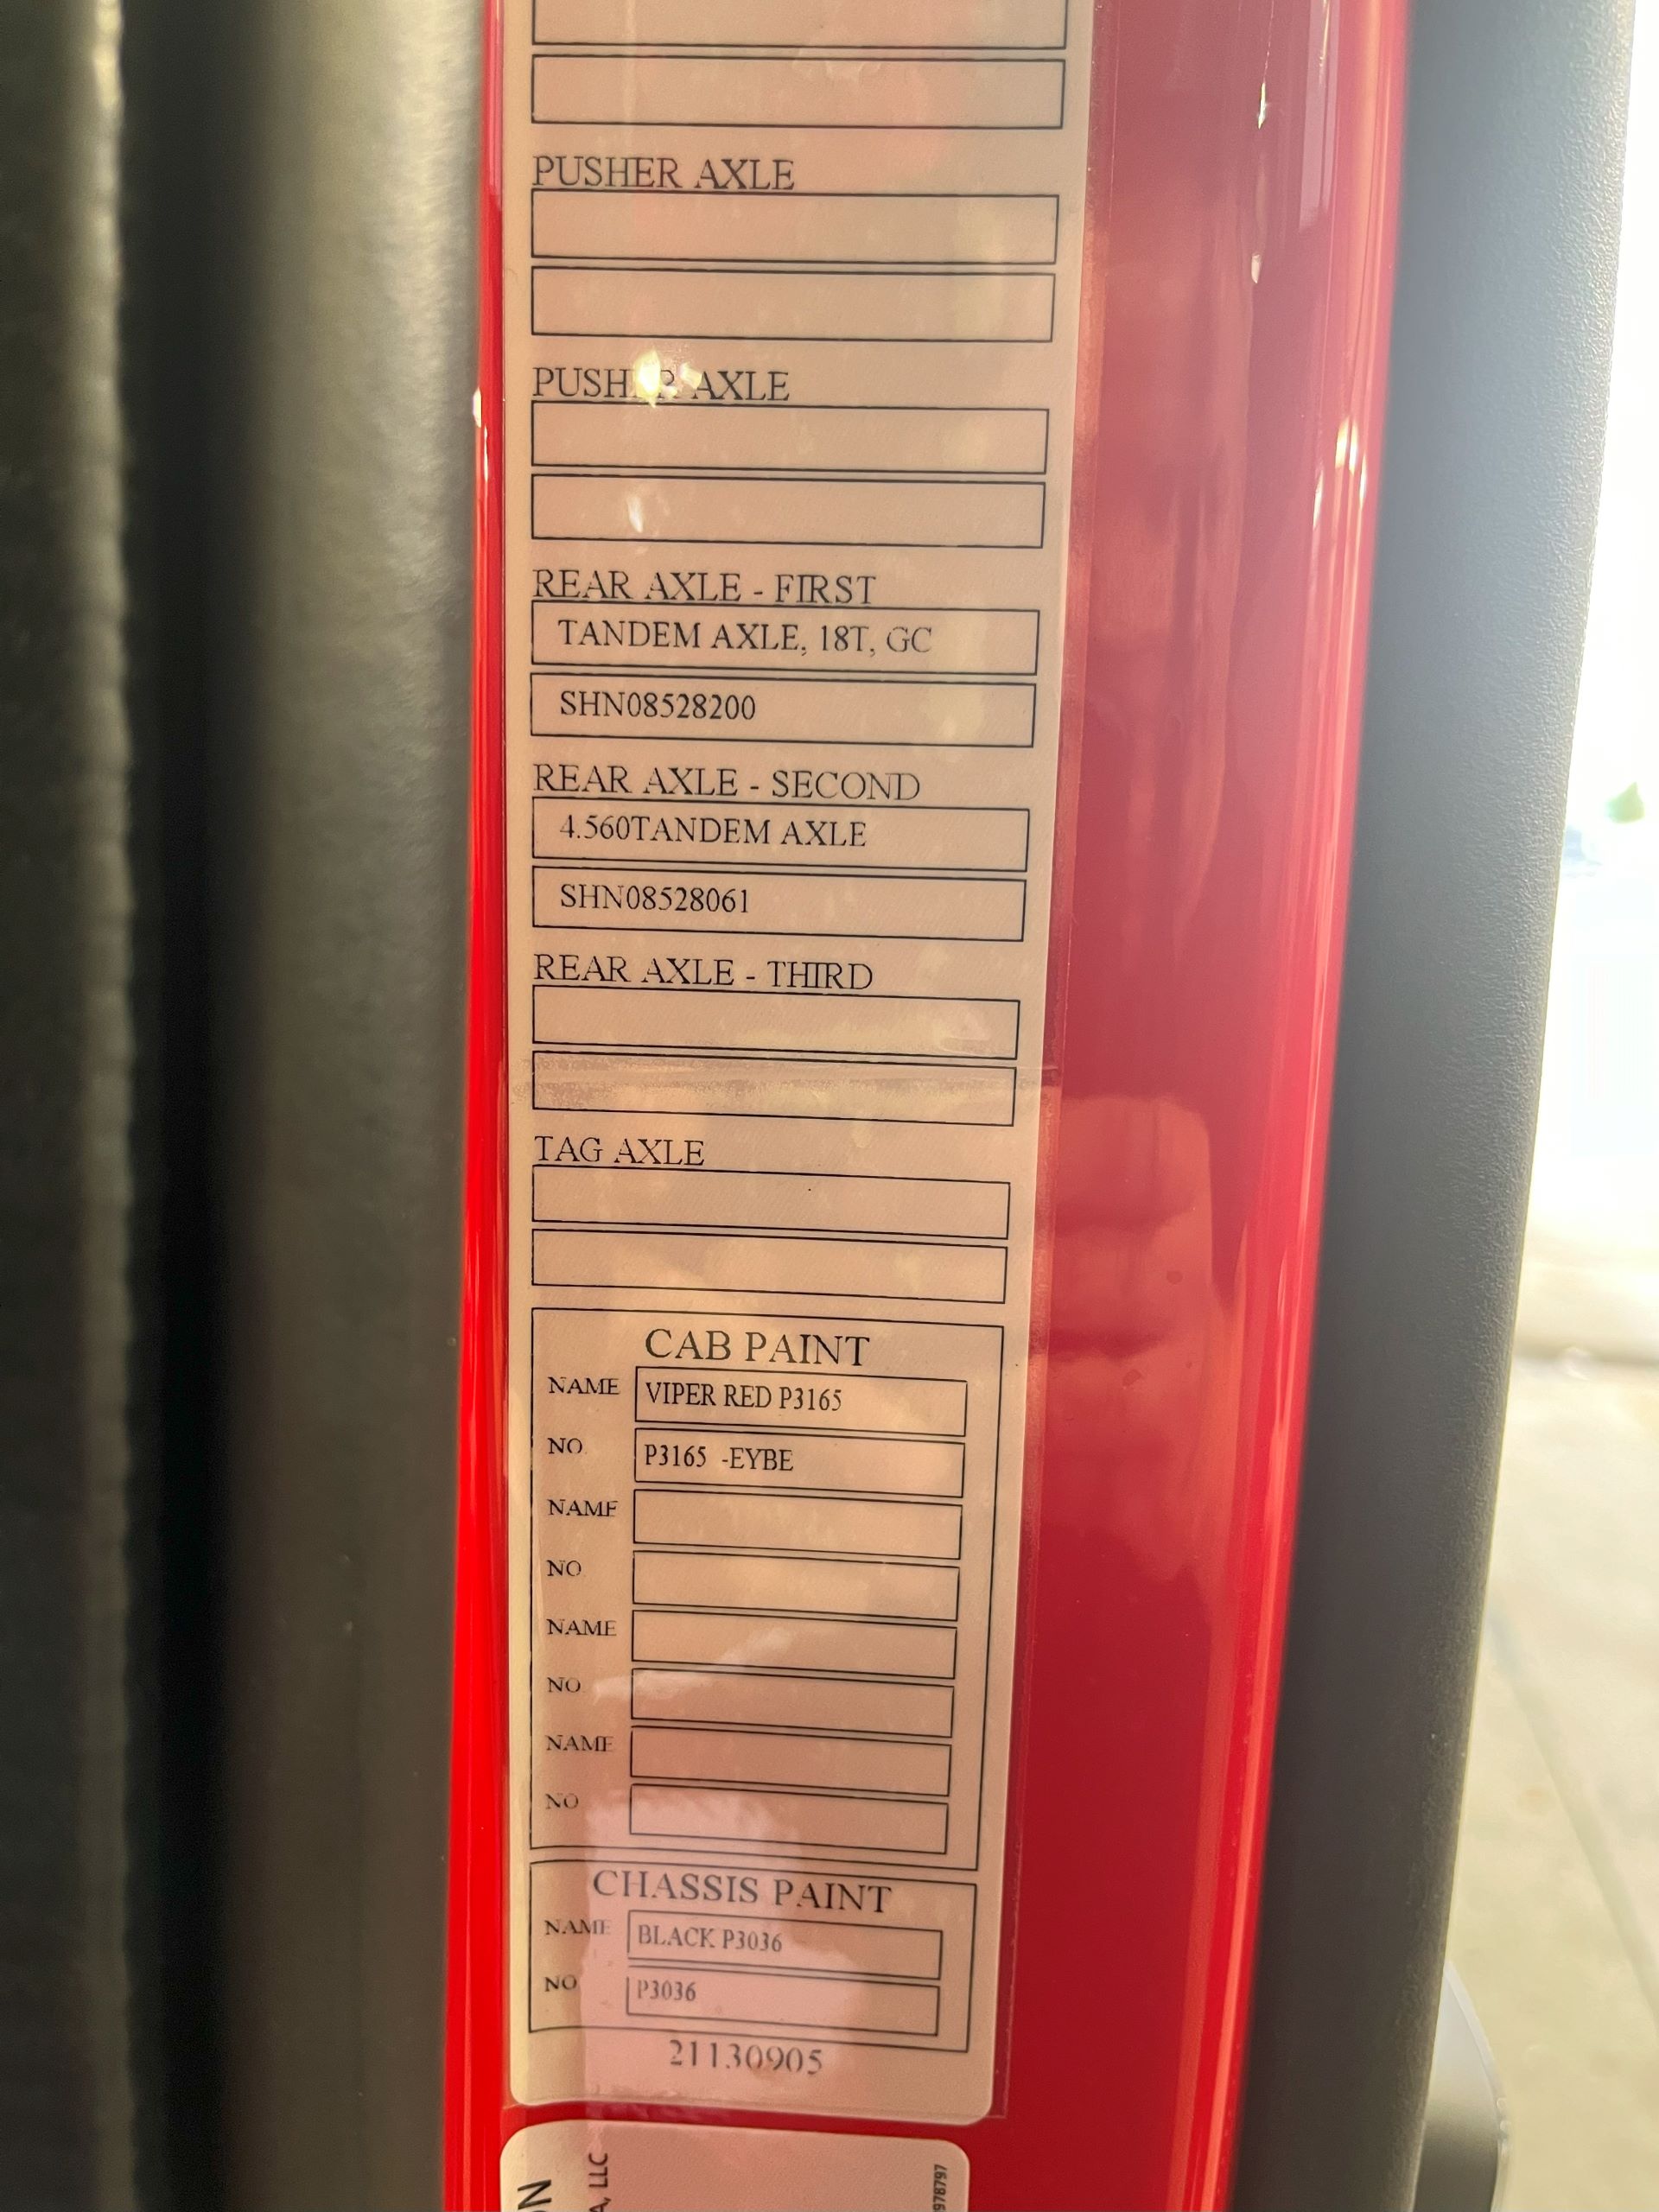 PUSHER AXLE
PUSHER AXLE
REAR AXLE - FIRST
TANDEM AXLE, 18T, GC
SHN08528200
REAR AXLE - SECOND
4.560TANDEM AXLE
SHN08528061
REAR AXLE - THIRD
TAG AXLE
CAB PAINT
NAME VIPER RED P3165
NO. P3165 -EYBE
NAME
NO.
NAME
NO.
NAME
NO
CHASSIS PAINT
NAME BLACK P3036
NO P3036
21130905
A, LLC
978797